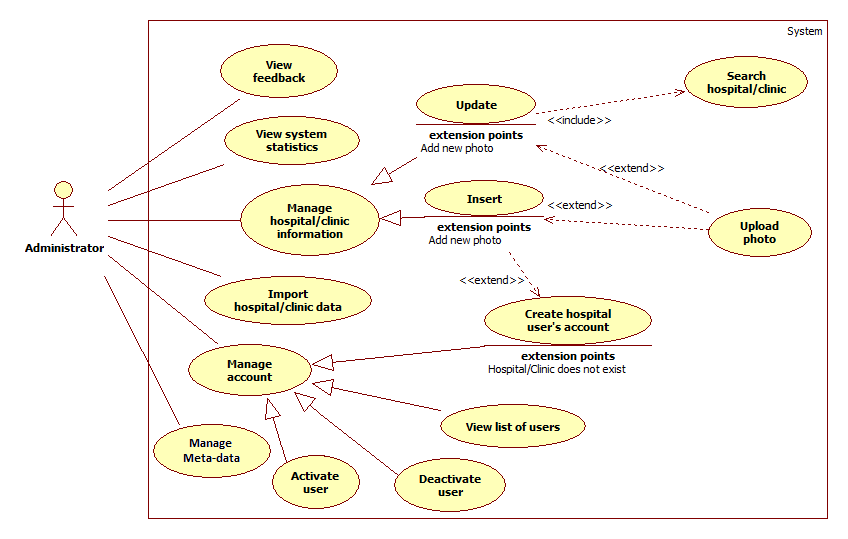 System
View
feedback
Search
hospital/clinic
Update
<<include>>
extension points
Add new photo
View system
statistics
<<extend>>
Manage
hospital/clinic
information
Insert
<<extend>>
extension points
Add new photo
Upload
photo
Administrator
<<extend>>
Import
hospital/clinic data
Create hospital
user's account
extension points
Hospital/Clinic does not exist
Manage
account
View list of users
Manage
Meta-data
Activate
user
Deactivate
user